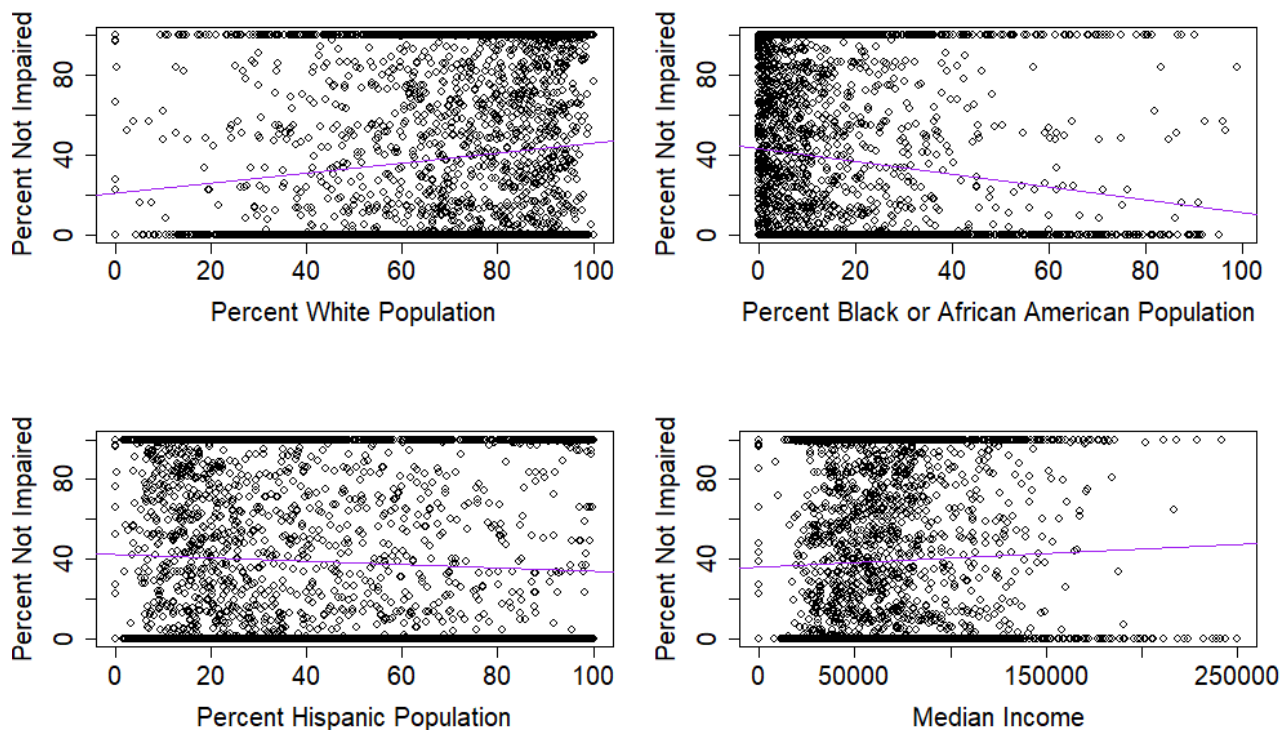 Percent Not Impaired
0 40 80
0 20 40 60 80 100
Percent White Population
Percent Not Impaired
0 40 80
0 20 40 60 80 100
Percent Black or African American Population
Percent Not Impaired
0 40 80
0 20 40 60 80 100
Percent Hispanic Population
Percent Not Impaired
0 40 80
0 50000 150000 250000
Median Income